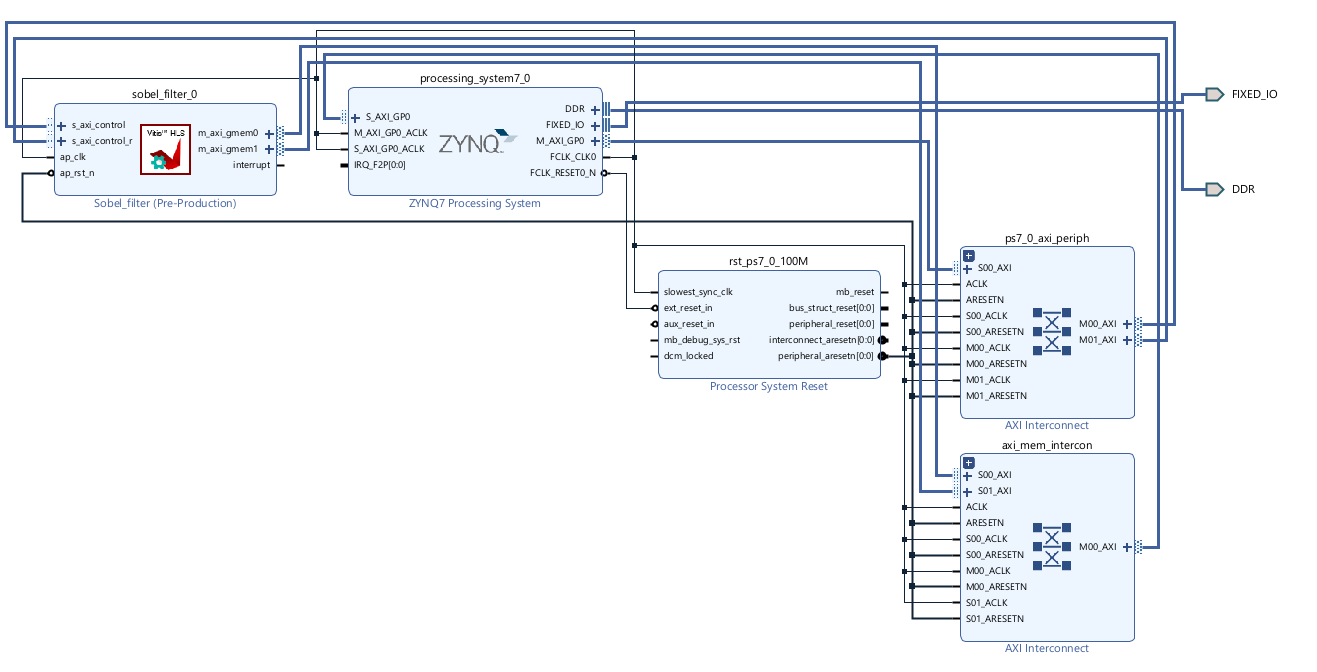 sobel_filter_0
s_axi_control
s_axi_control_r
ap_clk
ap_rst_n
Vitis™ HLS
m_axi_gmem0
m_axi_gmem1
interrupt
Sobel_filter (Pre-Production)
processing_system7_0
S_AXI_GP0
M_AXI_GP0_ACLK
S_AXI_GP0_ACLK
IRQ_F2P[0:0]
ZYNQ
DDR
FIXED_IO
M_AXI_GP0
FCLK_CLK0
FCLK_RESET0_N
ZYNQ7 Processing System
FIXED_IO
DDR
rst_ps7_0_100M
slowest_sync_clk
ext_reset_in
aux_reset_in
mb_debug_sys_rst
dcm_locked
mb_reset
bus_struct_reset[0:0]
peripheral_reset[0:0]
interconnect_aresetn[0:0]
peripheral_aresetn[0:0]
Processor System Reset
ps7_0_axi_periph
S00_AXI
ACLK
ARESETN
S00_ACLK
S00_ARESETN
M00_ACLK
M00_ARESETN
M01_ACLK
M01_ARESETN
M00_AXI
M01_AXI
AXI Interconnect
axi_mem_intercon
S00_AXI
S01_AXI
ACLK
ARESETN
S00_ACLK
S00_ARESETN
M00_ACLK
M00_ARESETN
S01_ACLK
S01_ARESETN
M00_AXI
AXI Interconnect